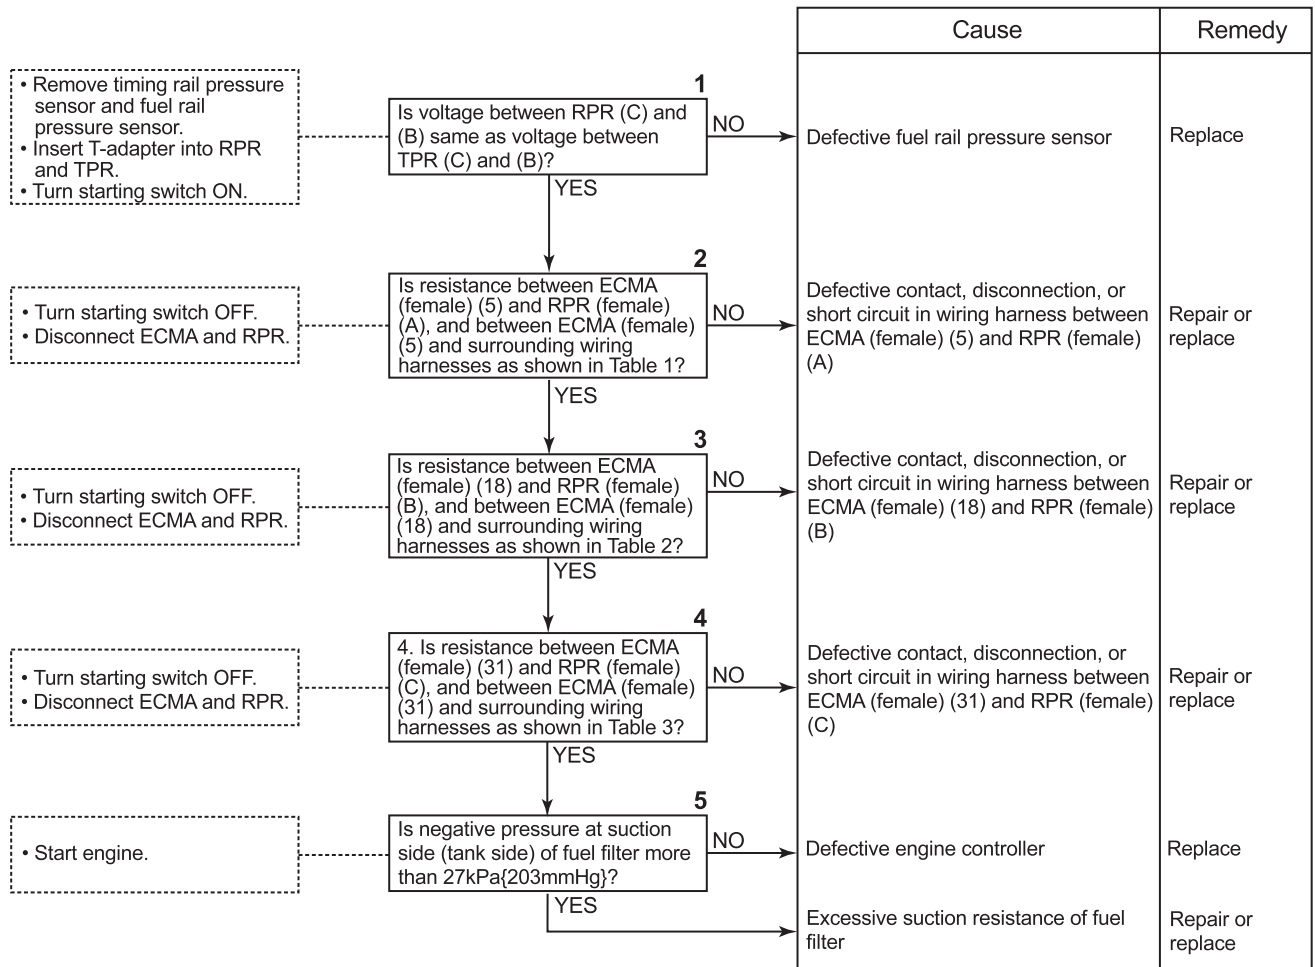 Cause
Remedy
• Remove timing rail pressure
sensor and fuel rail
pressure sensor.
• Insert T-adapter into RPR
and TPR.
• Turn starting switch ON.
1
Is voltage between RPR (C) and
(B) same as voltage between
TPR (C) and (B)?
NO
Defective fuel rail pressure sensor
Replace
YES
• Turn starting switch OFF.
• Disconnect ECMA and RPR.
2
Is resistance between ECMA
(female) (5) and RPR (female)
(A), and between ECMA (female)
(5) and surrounding wiring
harnesses as shown in Table 1?
NO
Defective contact, disconnection, or
short circuit in wiring harness between
ECMA (female) (5) and RPR (female)
(A)
Repair or
replace
YES
• Turn starting switch OFF.
• Disconnect ECMA and RPR.
3
Is resistance between ECMA
(female) (18) and RPR (female)
(B), and between ECMA (female)
(18) and surrounding wiring
harnesses as shown in Table 2?
NO
Defective contact, disconnection, or
short circuit in wiring harness between
ECMA (female) (18) and RPR (female)
(B)
Repair or
replace
YES
• Turn starting switch OFF.
• Disconnect ECMA and RPR.
4
4. Is resistance between ECMA
(female) (31) and RPR (female)
(C), and between ECMA (female)
(31) and surrounding wiring
harnesses as shown in Table 3?
NO
Defective contact, disconnection, or
short circuit in wiring harness between
ECMA (female) (31) and RPR (female)
(C)
Repair or
replace
YES
• Start engine.
5
Is negative pressure at suction
side (tank side) of fuel filter more
than 27kPa{203mmHg}?
NO
Defective engine controller
Replace
YES
Excessive suction resistance of fuel
filter
Repair or
replace